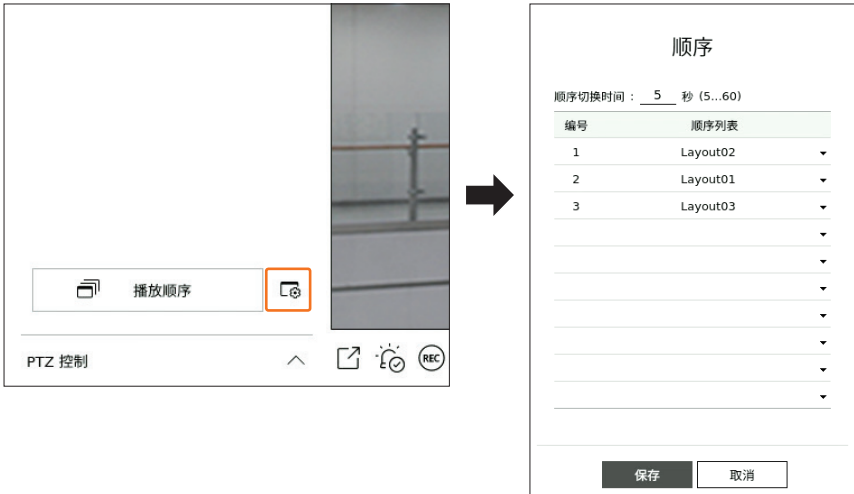 播放顺序
PTZ 控制
REC
顺序
顺序切换时间 : 5 秒 (5...60)
编号 顺序列表
1 Layout02
2 Layout01
3 Layout03
保存 取消